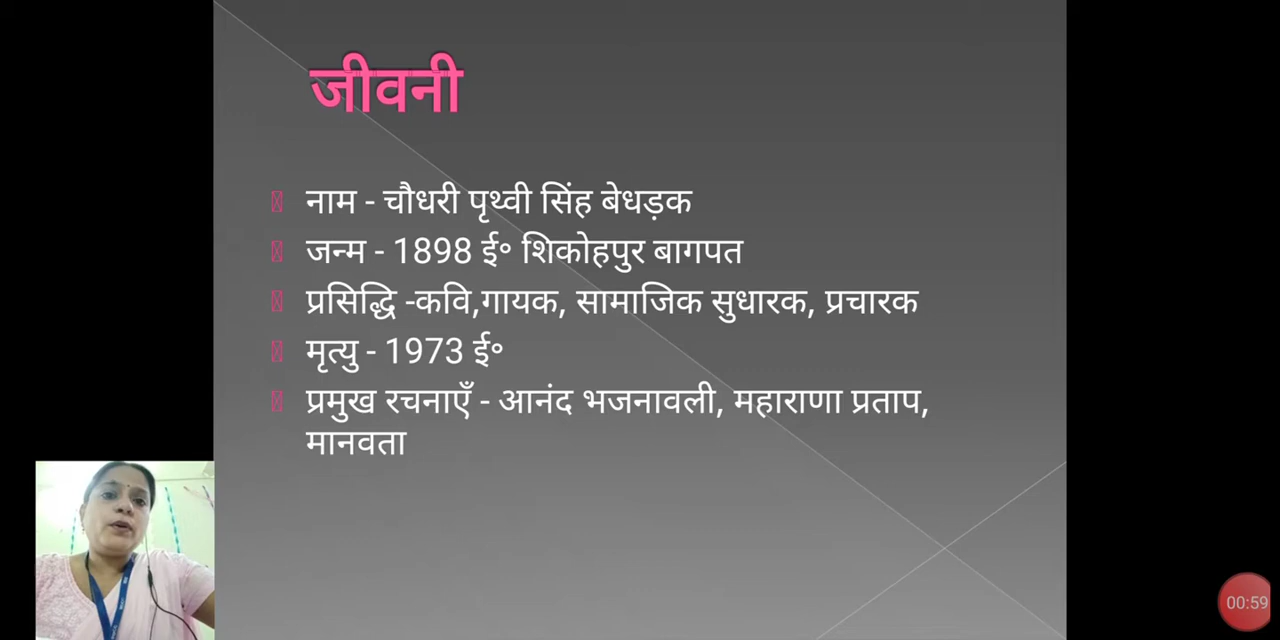 जीवनी
नाम - चौधरी पृथ्वी सिंह बेधड़क
जन्म - 1898 ई॰ शिकोहपुर बागपत
प्रसिद्धि -कवि,गायक, सामाजिक सुधारक, प्रचारक
मृत्यु - 1973 ई॰
प्रमुख रचनाएँ - आनंद भजनावली, महाराणा प्रताप,
मानवता
00:59